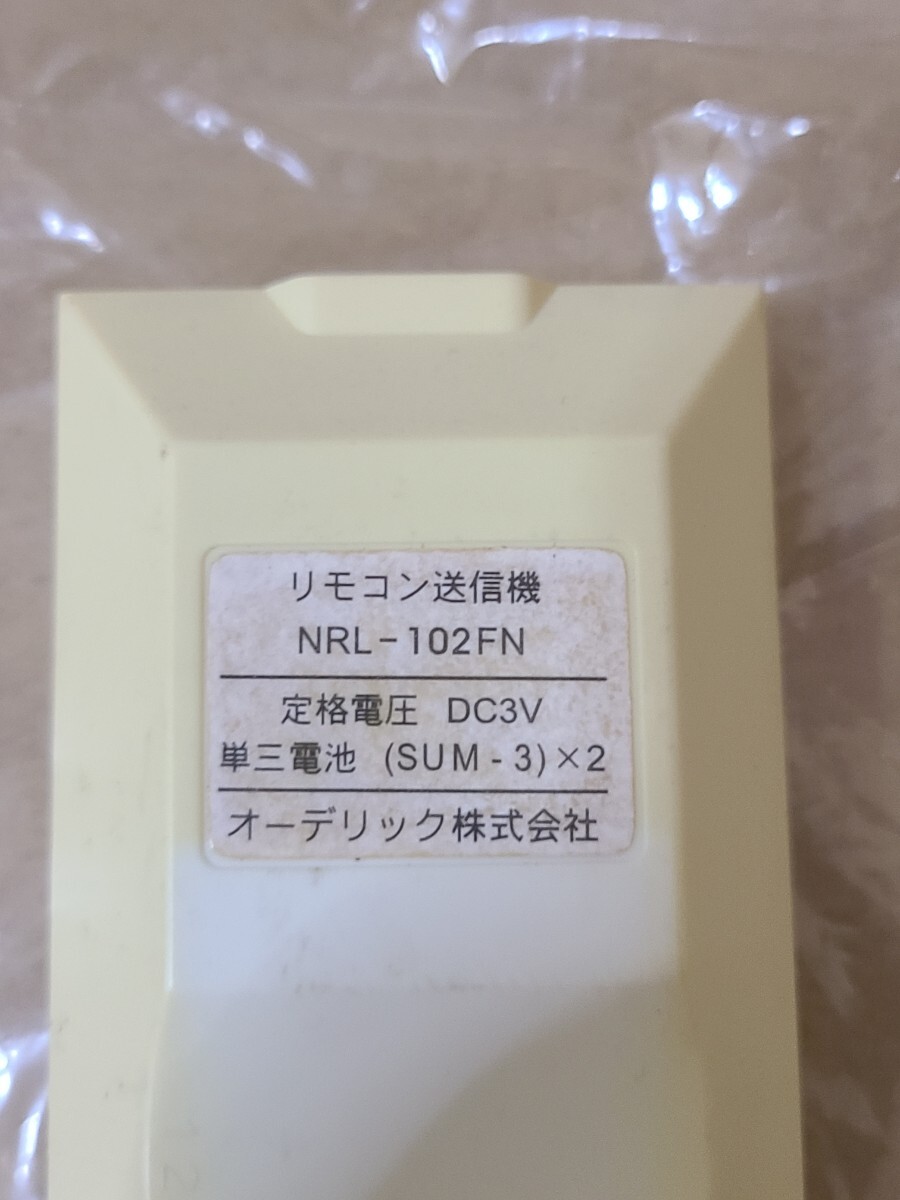 リモコン送信機
NRL-102FN
定格電圧 DC3V
単三電池 (SUM-3)×2
オーデリック株式会社